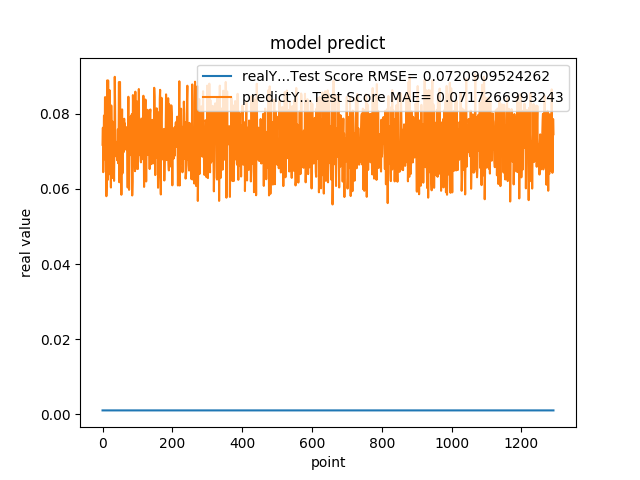 model predict
realY...Test Score RMSE= 0.0720909524262
predictY...Test Score MAE= 0.0717266993243
0.08
0.06
0.04
0.02
0.00
real value
0 200 400 600 800 1000 1200
point